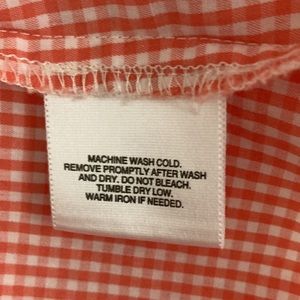 MACHINE WASH COLD.
REMOVE PROMPTLY AFTER WASH
AND DRY. DO NOT BLEACH.
TUMBLE DRY LOW.
WARM IRON IF NEEDED.